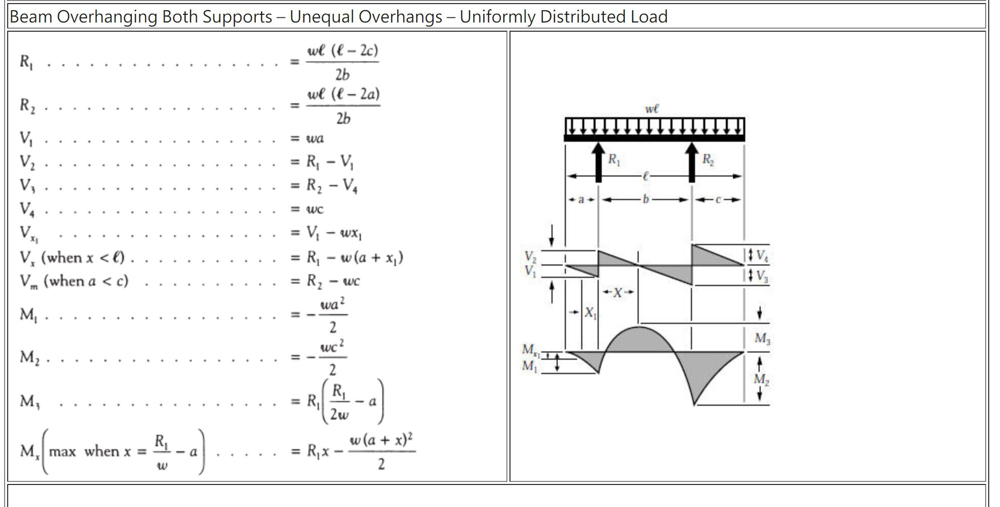 Beam Overhanging Both Supports – Unequal Overhangs – Uniformly Distributed Load
R₁ . . . . . . . . . . . . . . . . . = wℓ (ℓ – 2c) / 2b
R₂ . . . . . . . . . . . . . . . . . = wℓ (ℓ – 2a) / 2b
V₁ . . . . . . . . . . . . . . . . . = wa
V₂ . . . . . . . . . . . . . . . . . = R₁ – V₁
V₃ . . . . . . . . . . . . . . . . . = R₂ – V₄
V₄ . . . . . . . . . . . . . . . . . = wc
Vₓ₁ . . . . . . . . . . . . . . . . = V₁ – wx₁
Vₓ (when x < ℓ) . . . . . . . . . . . = R₁ – w(a + x₁)
Vₘ (when a < c) . . . . . . . . . . = R₂ – wc
M₁ . . . . . . . . . . . . . . . . . = – wa² / 2
M₂ . . . . . . . . . . . . . . . . . = – wc² / 2
M₃ . . . . . . . . . . . . . . . . = R₁(R₁ / 2w – a)
Mₓ(max when x = R₁ / w – a) . . . . . = R₁x – w(a + x)² / 2
wℓ
R₁ R₂
ℓ
a b c
V₂ V₄
V₁ V₃
X
X₁
M₃
Mₓ₁
M₁
M₂